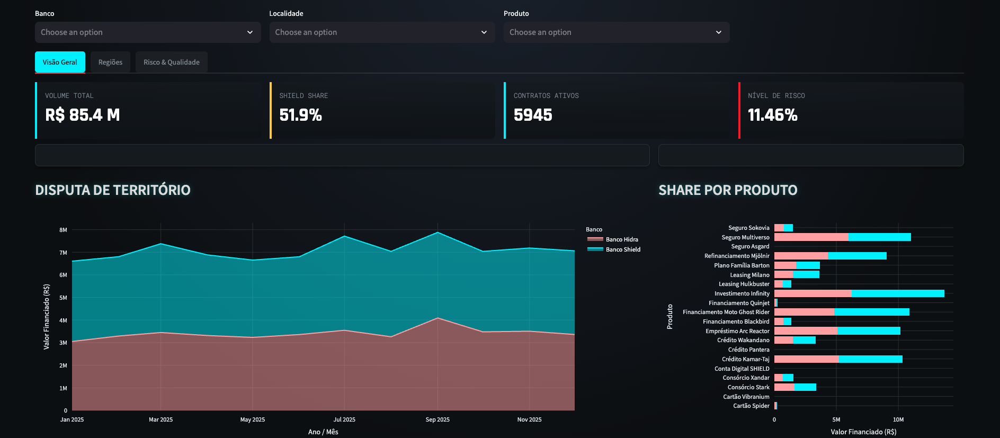 Banco
Localidade
Produto
Choose an option
Choose an option
Choose an option
Visão Geral
Regiões
Risco & Qualidade
VOLUME TOTAL
R$ 85.4 M
SHIELD SHARE
51.9%
CONTRATOS ATIVOS
5945
NÍVEL DE RISCO
11.46%
DISPUTA DE TERRITÓRIO
8M
7M
6M
5M
4M
3M
2M
1M
0
Valor Financiado (R$)
Jan 2025
Mar 2025
May 2025
Jul 2025
Sep 2025
Nov 2025
Ano / Mês
Banco
Banco Hidra
Banco Shield
SHARE POR PRODUTO
Produto
Seguro Sokovia
Seguro Multiverso
Seguro Asgard
Refinanciamento Mjölnir
Plano Família Barton
Leasing Milano
Leasing Hulkbuster
Investimento Infinity
Financiamento Quinjet
Financiamento Moto Ghost Rider
Financiamento Blackbird
Empréstimo Arc Reactor
Crédito Wakandano
Crédito Pantera
Crédito Kamar-Taj
Conta Digital SHIELD
Consórcio Xandar
Consórcio Stark
Cartão Vibranium
Cartão Spider
0
5M
10M
Valor Financiado (R$)